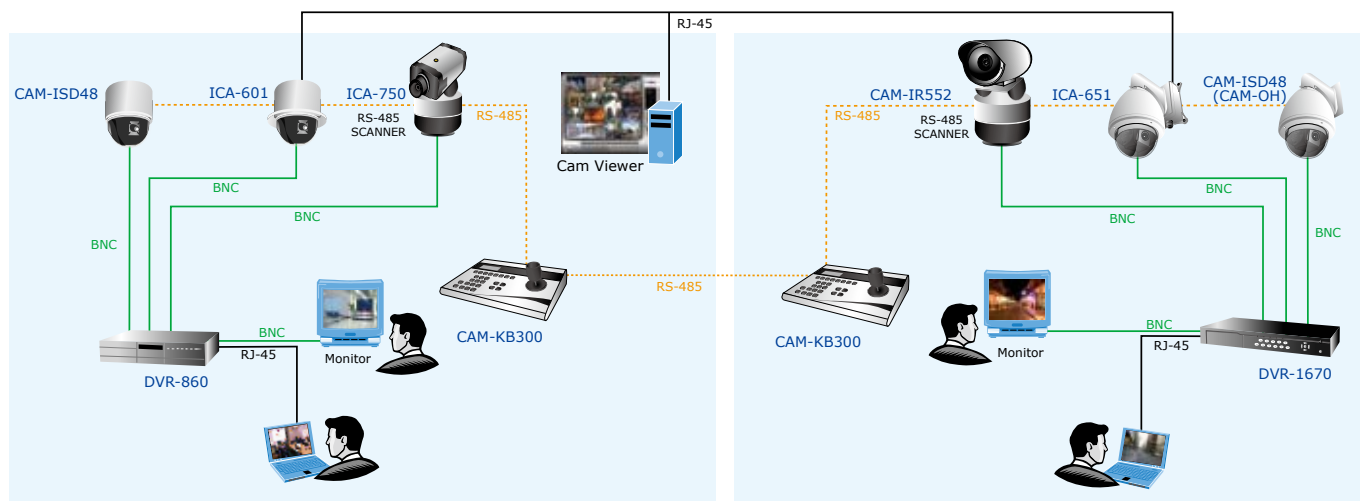 RJ-45
CAM-ISD48
ICA-601
ICA-750
RS-485
SCANNER
RS-485
Cam Viewer
BNC
BNC
BNC
BNC
RJ-45
Monitor
DVR-860
CAM-KB300
RS-485
CAM-IR552
RS-485
RS-485
SCANNER
ICA-651
CAM-ISD48
(CAM-OH)
BNC
BNC
BNC
BNC
RJ-45
Monitor
CAM-KB300
DVR-1670